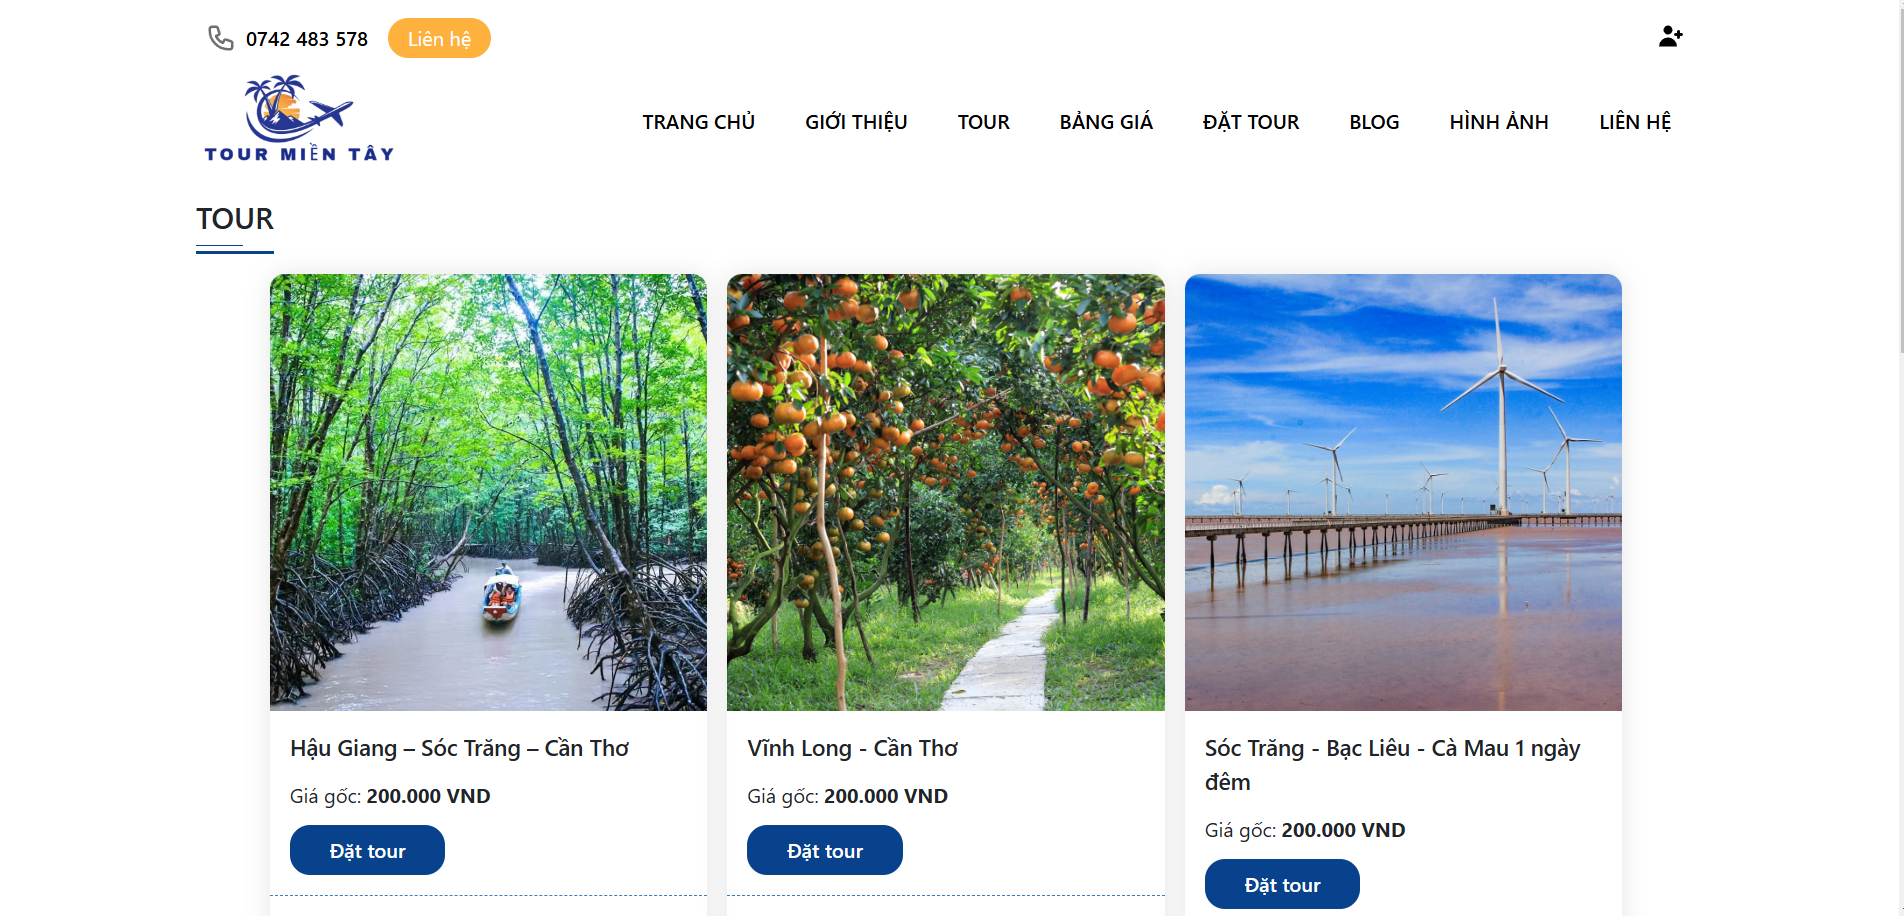 0742 483 578
Liên hệ
TOUR MIỀN TÂY
TRANG CHỦ
GIỚI THIỆU
TOUR
BẢNG GIÁ
ĐẶT TOUR
BLOG
HÌNH ẢNH
LIÊN HỆ
TOUR
Hậu Giang – Sóc Trăng – Cần Thơ
Giá gốc: 200.000 VND
Đặt tour
Vĩnh Long - Cần Thơ
Giá gốc: 200.000 VND
Đặt tour
Sóc Trăng - Bạc Liêu - Cà Mau 1 ngày
đêm
Giá gốc: 200.000 VND
Đặt tour